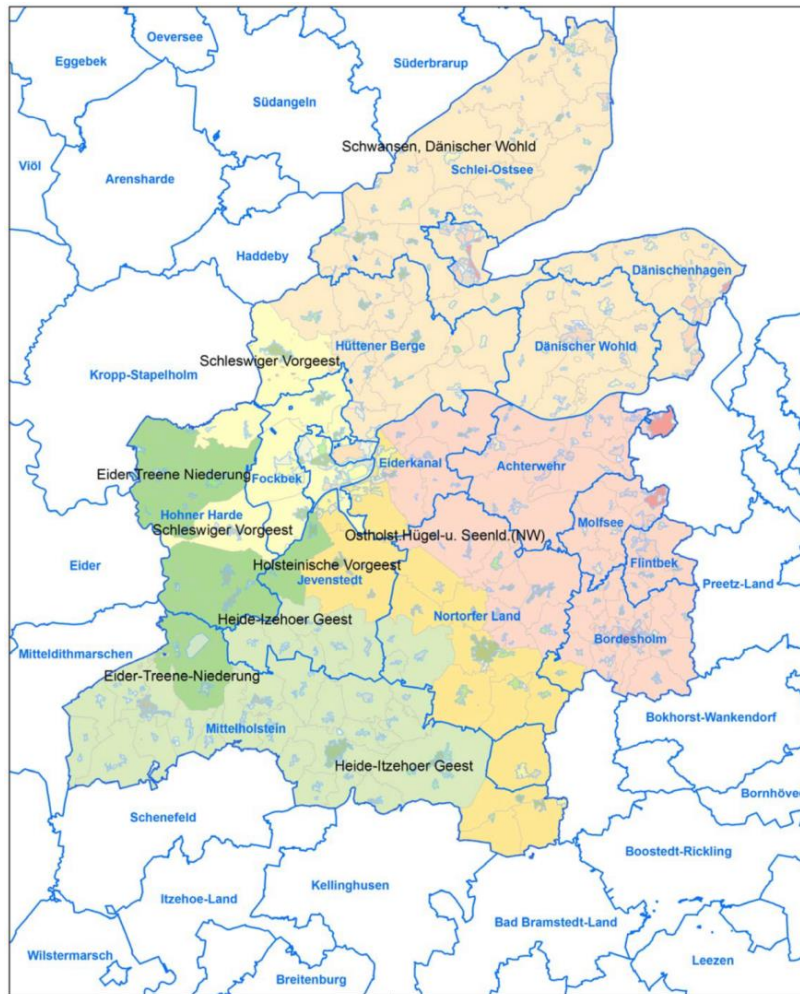 Oeversee
Eggebek
Süderbrarup
Südangeln
Schwansen, Dänischer Wohld
Viöl
Schlei-Ostsee
Arensharde
Haddeby
Dänischenhagen
Hüttener Berge
Dänischer Wohld
Schleswiger Vorgeest
Kropp-Stapelholm
Eiderkanal
Achterwehr
Eider Treene Niederung
Fockbek
Hohner Harde
Molfsee
Schleswiger Vorgeest
Ostholst Hügel-u. Seenld.(NW)
Eider
Holsteinische Vorgeest
Flintbek
Jevenstedt
Preetz-Land
Heide-Izehoer Geest
Nortorfer Land
Bordesholm
Mitteldithmarschen
Eider-Treene-Niederung
Bokhorst-Wankendorf
Mittelholstein
Heide-Itzehoer Geest
Bornhöve
Schenefeld
Boostedt-Rickling
Kellinghusen
Itzehoe-Land
Bad Bramstedt-Land
Wilstermarsch
Leezen
Breitenburg